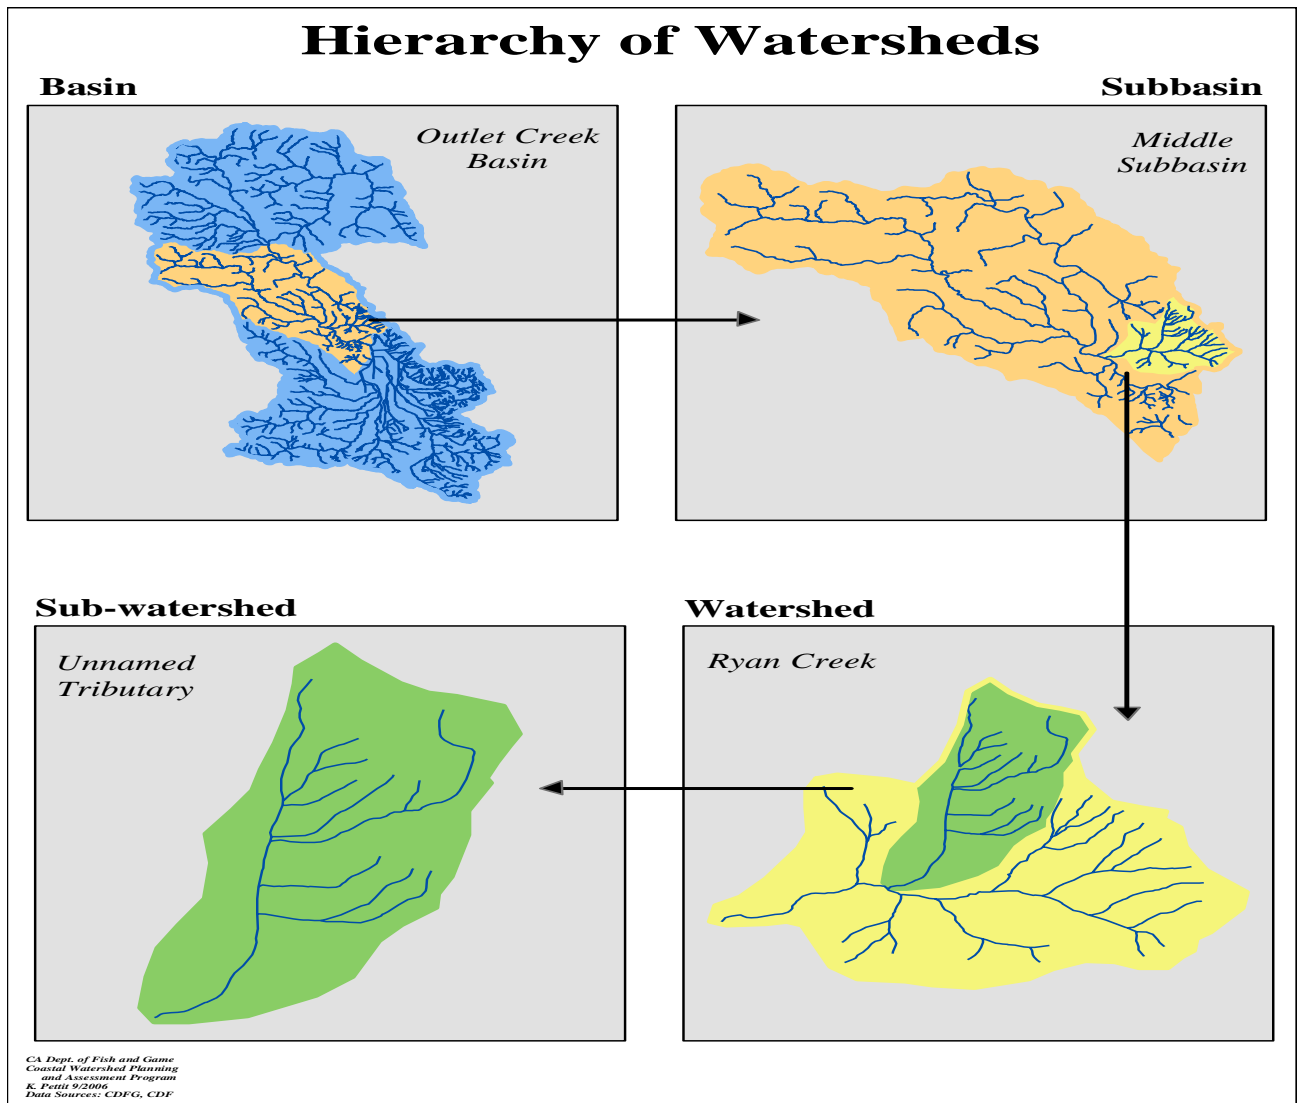 Hierarchy of Watersheds
Basin
Subbasin
Outlet Creek
Basin
Middle
Subbasin
Sub-watershed
Watershed
Unnamed
Tributary
Ryan Creek
CA Dept. of Fish and Game
Coastal Watershed Planning
and Assessment Program
K. Pettit 9/2006
Data Sources: CDFG, CDF